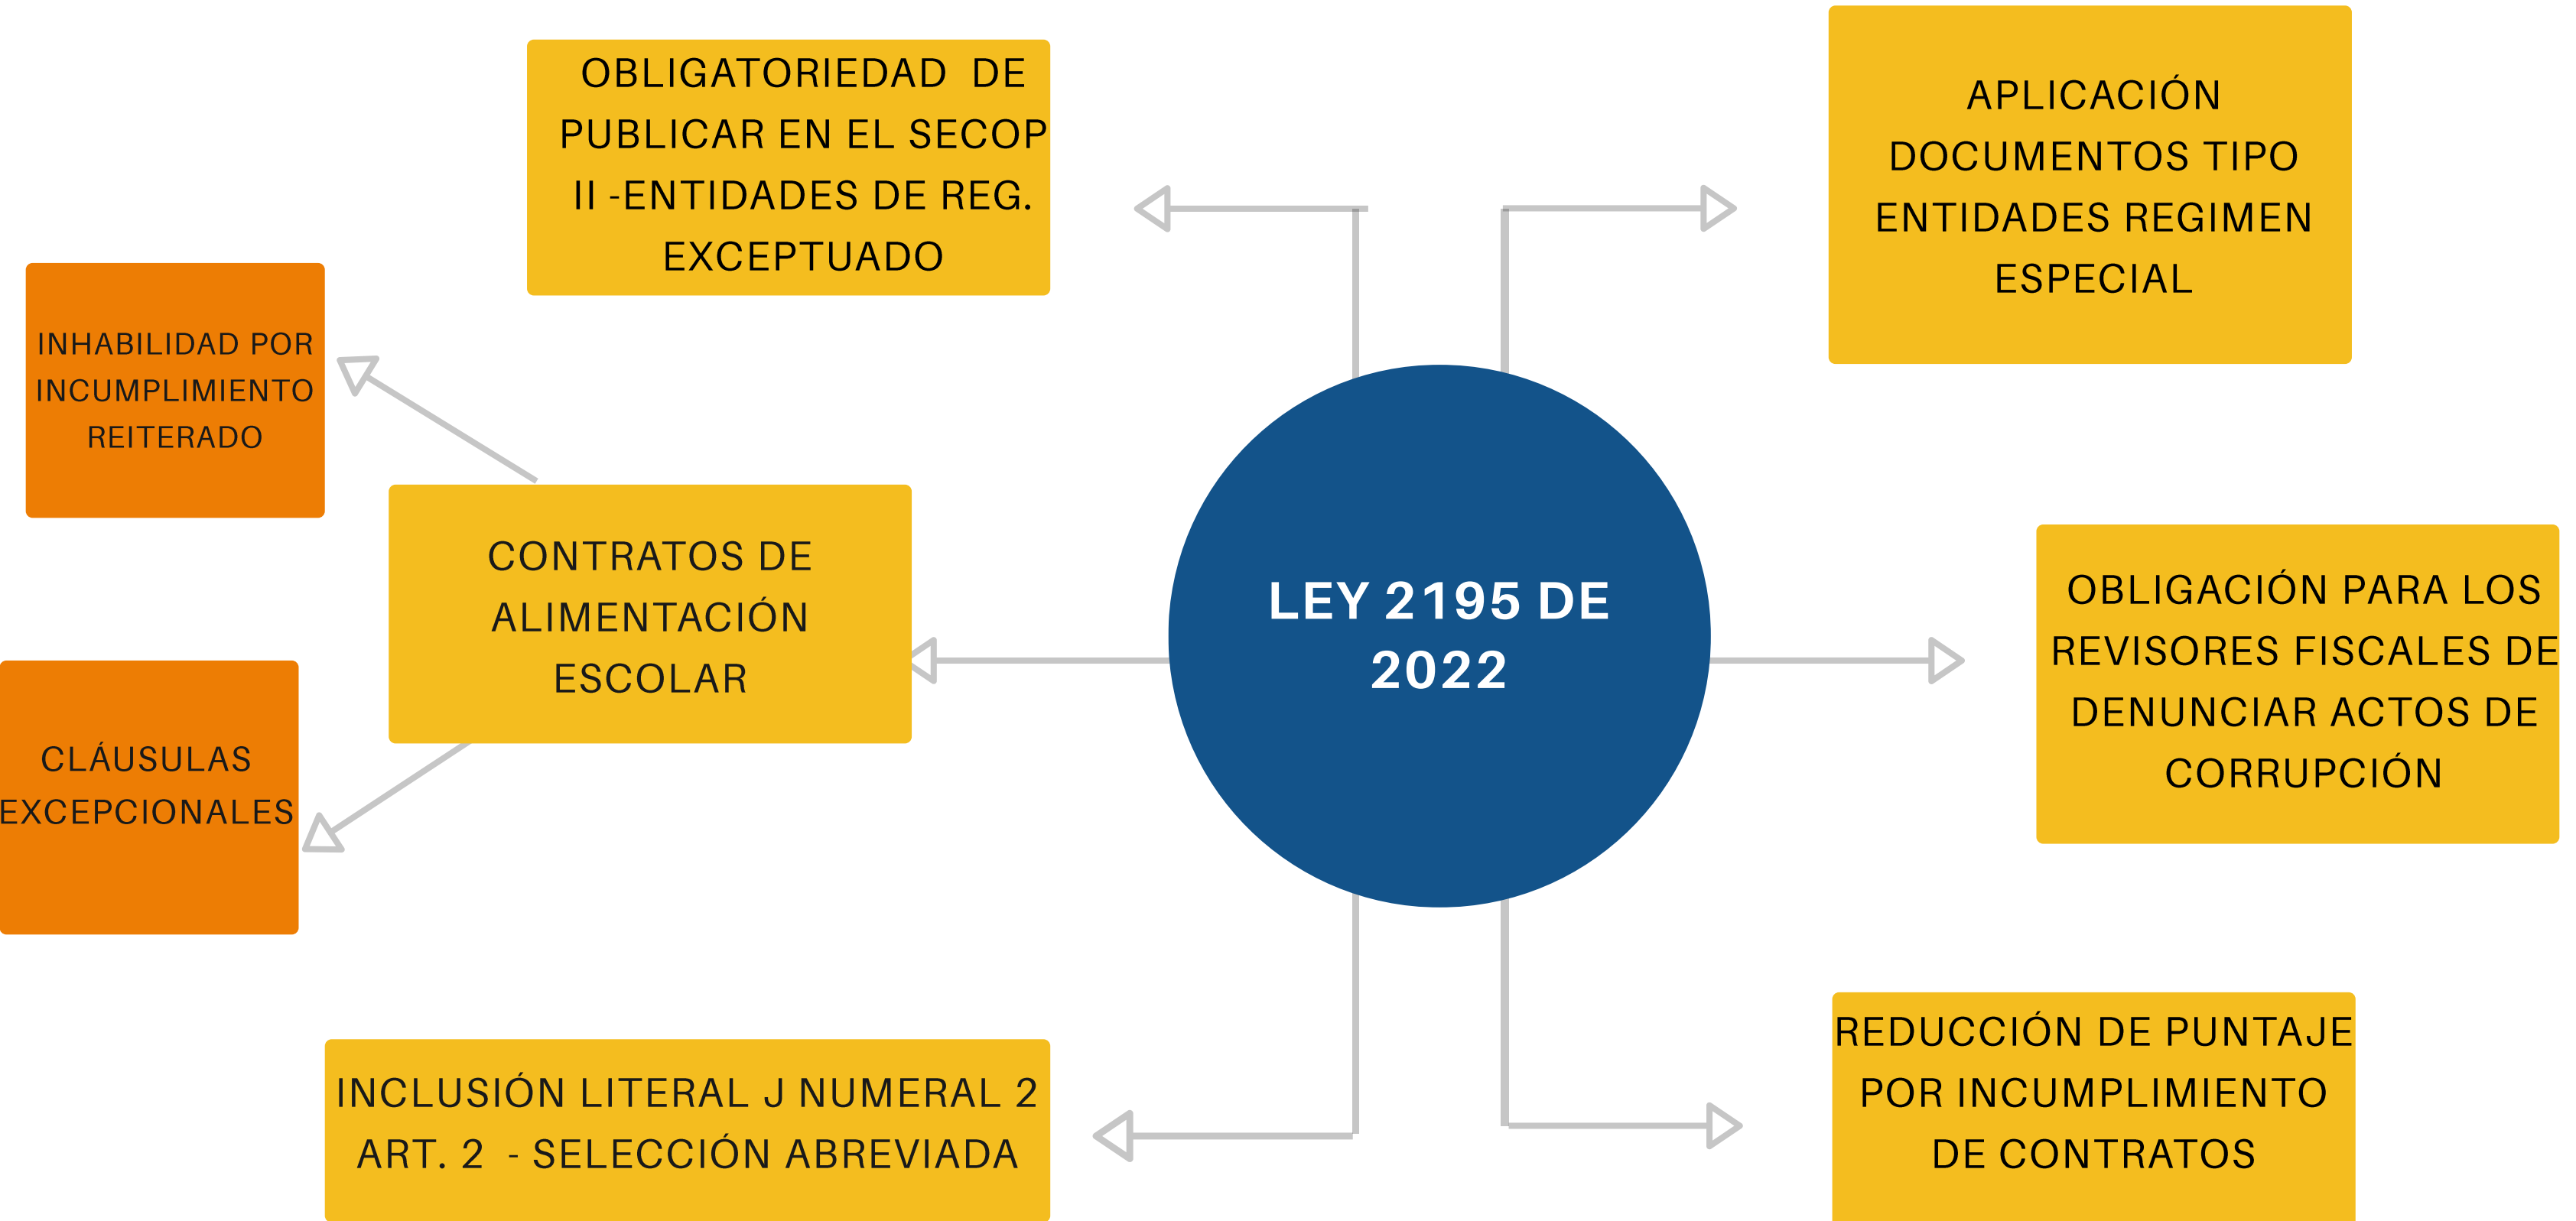 OBLIGATORIEDAD DE
PUBLICAR EN EL SECOP
II -ENTIDADES DE REG.
EXCEPTUADO
APLICACIÓN
DOCUMENTOS TIPO
ENTIDADES REGIMEN
ESPECIAL
INHABILIDAD POR
INCUMPLIMIENTO
REITERADO
CONTRATOS DE
ALIMENTACIÓN
ESCOLAR
LEY 2195 DE
2022
OBLIGACIÓN PARA LOS
REVISORES FISCALES DE
DENUNCIAR ACTOS DE
CORRUPCIÓN
CLÁUSULAS
EXCEPCIONALES
INCLUSIÓN LITERAL J NUMERAL 2
ART. 2 - SELECCIÓN ABREVIADA
REDUCCIÓN DE PUNTAJE
POR INCUMPLIMIENTO
DE CONTRATOS